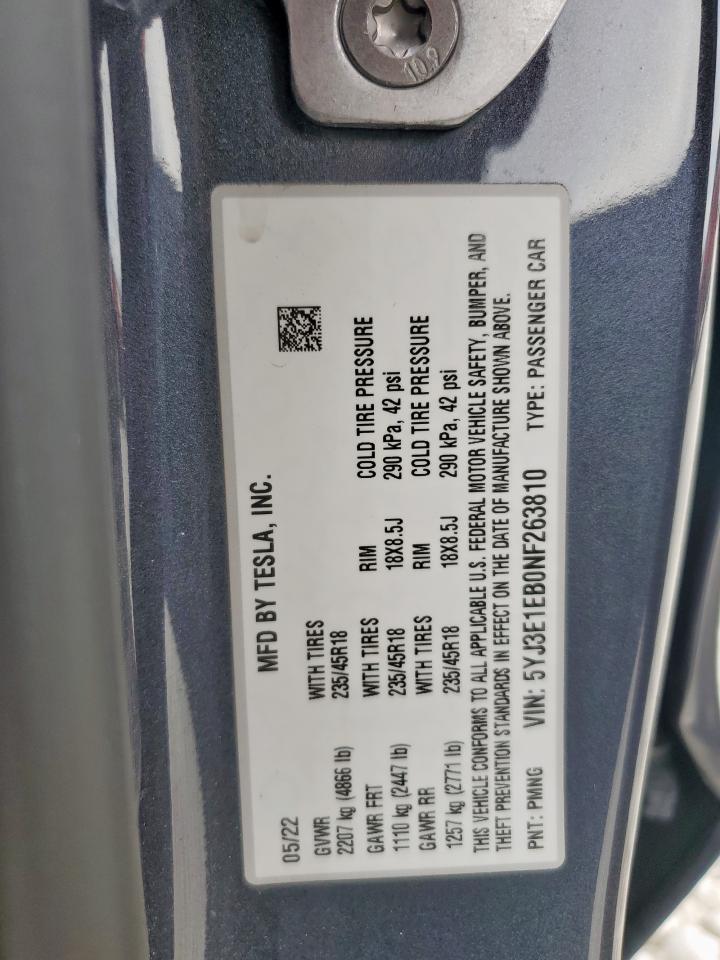 10.9
MFD BY TESLA, INC.
05/22
GVWR WITH TIRES
2207 kg (4866 lb) 235/45R18
GAWR FRT WITH TIRES RIM COLD TIRE PRESSURE
1110 kg (2447 lb) 235/45R18 18X8.5J 290 kPa, 42 psi
GAWR RR WITH TIRES RIM COLD TIRE PRESSURE
1257 kg (2771 lb) 235/45R18 18X8.5J 290 kPa, 42 psi
THIS VEHICLE CONFORMS TO ALL APPLICABLE U.S. FEDERAL MOTOR VEHICLE SAFETY, BUMPER, AND
THEFT PREVENTION STANDARDS IN EFFECT ON THE DATE OF MANUFACTURE SHOWN ABOVE.
PNT: PMNG VIN: 5YJ3E1EB0NF263810 TYPE: PASSENGER CAR